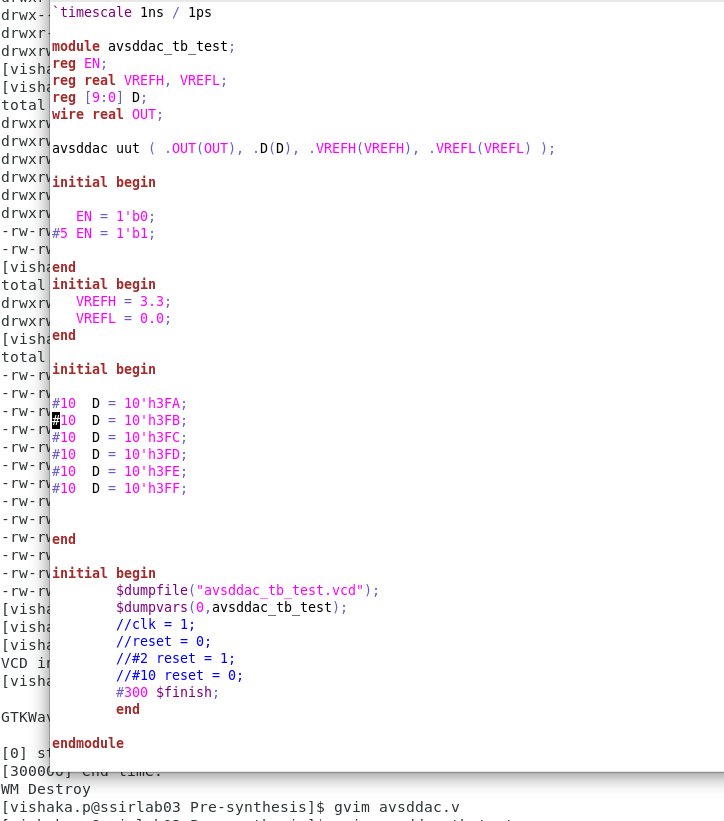 `timescale 1ns / 1ps
module avsddac_tb_test;
reg EN;
reg real VREFH, VREFL;
reg [9:0] D;
wire real OUT;
avsddac uut ( .OUT(OUT), .D(D), .VREFH(VREFH), .VREFL(VREFL) );
initial begin
EN = 1'b0;
#5 EN = 1'b1;
end
initial begin
VREFH = 3.3;
VREFL = 0.0;
end
initial begin
#10  D = 10'h3FA;
#10  D = 10'h3FB;
#10  D = 10'h3FC;
#10  D = 10'h3FD;
#10  D = 10'h3FE;
#10  D = 10'h3FF;
end
initial begin
$dumpfile("avsddac_tb_test.vcd");
$dumpvars(0,avsddac_tb_test);
//clk = 1;
//reset = 0;
//#2 reset = 1;
//#10 reset = 0;
#300 $finish;
end
endmodule
drwx-
drwxr-
drwxrw
[visha
[visha
total
drwxrw
drwxrw
drwxrw
drwxrw
drwxrw
drwxrw
-rw-rw
-rw-rw
[visha
total
drwxrw
drwxrw
[visha
total
-rw-rw
-rw-rw
-rw-rw
-rw-rw
-rw-rw
-rw-rw
-rw-rw
-rw-rw
-rw-rw
-rw-rw
-rw-rw
-rw-rw
-rw-rw
[visha
[visha
[visha
VCD in
[visha
GTKWav
[0] st
[300000] end time.
WM Destroy
[vishaka.p@ssirlab03 Pre-synthesis]$ gvim avsddac.v